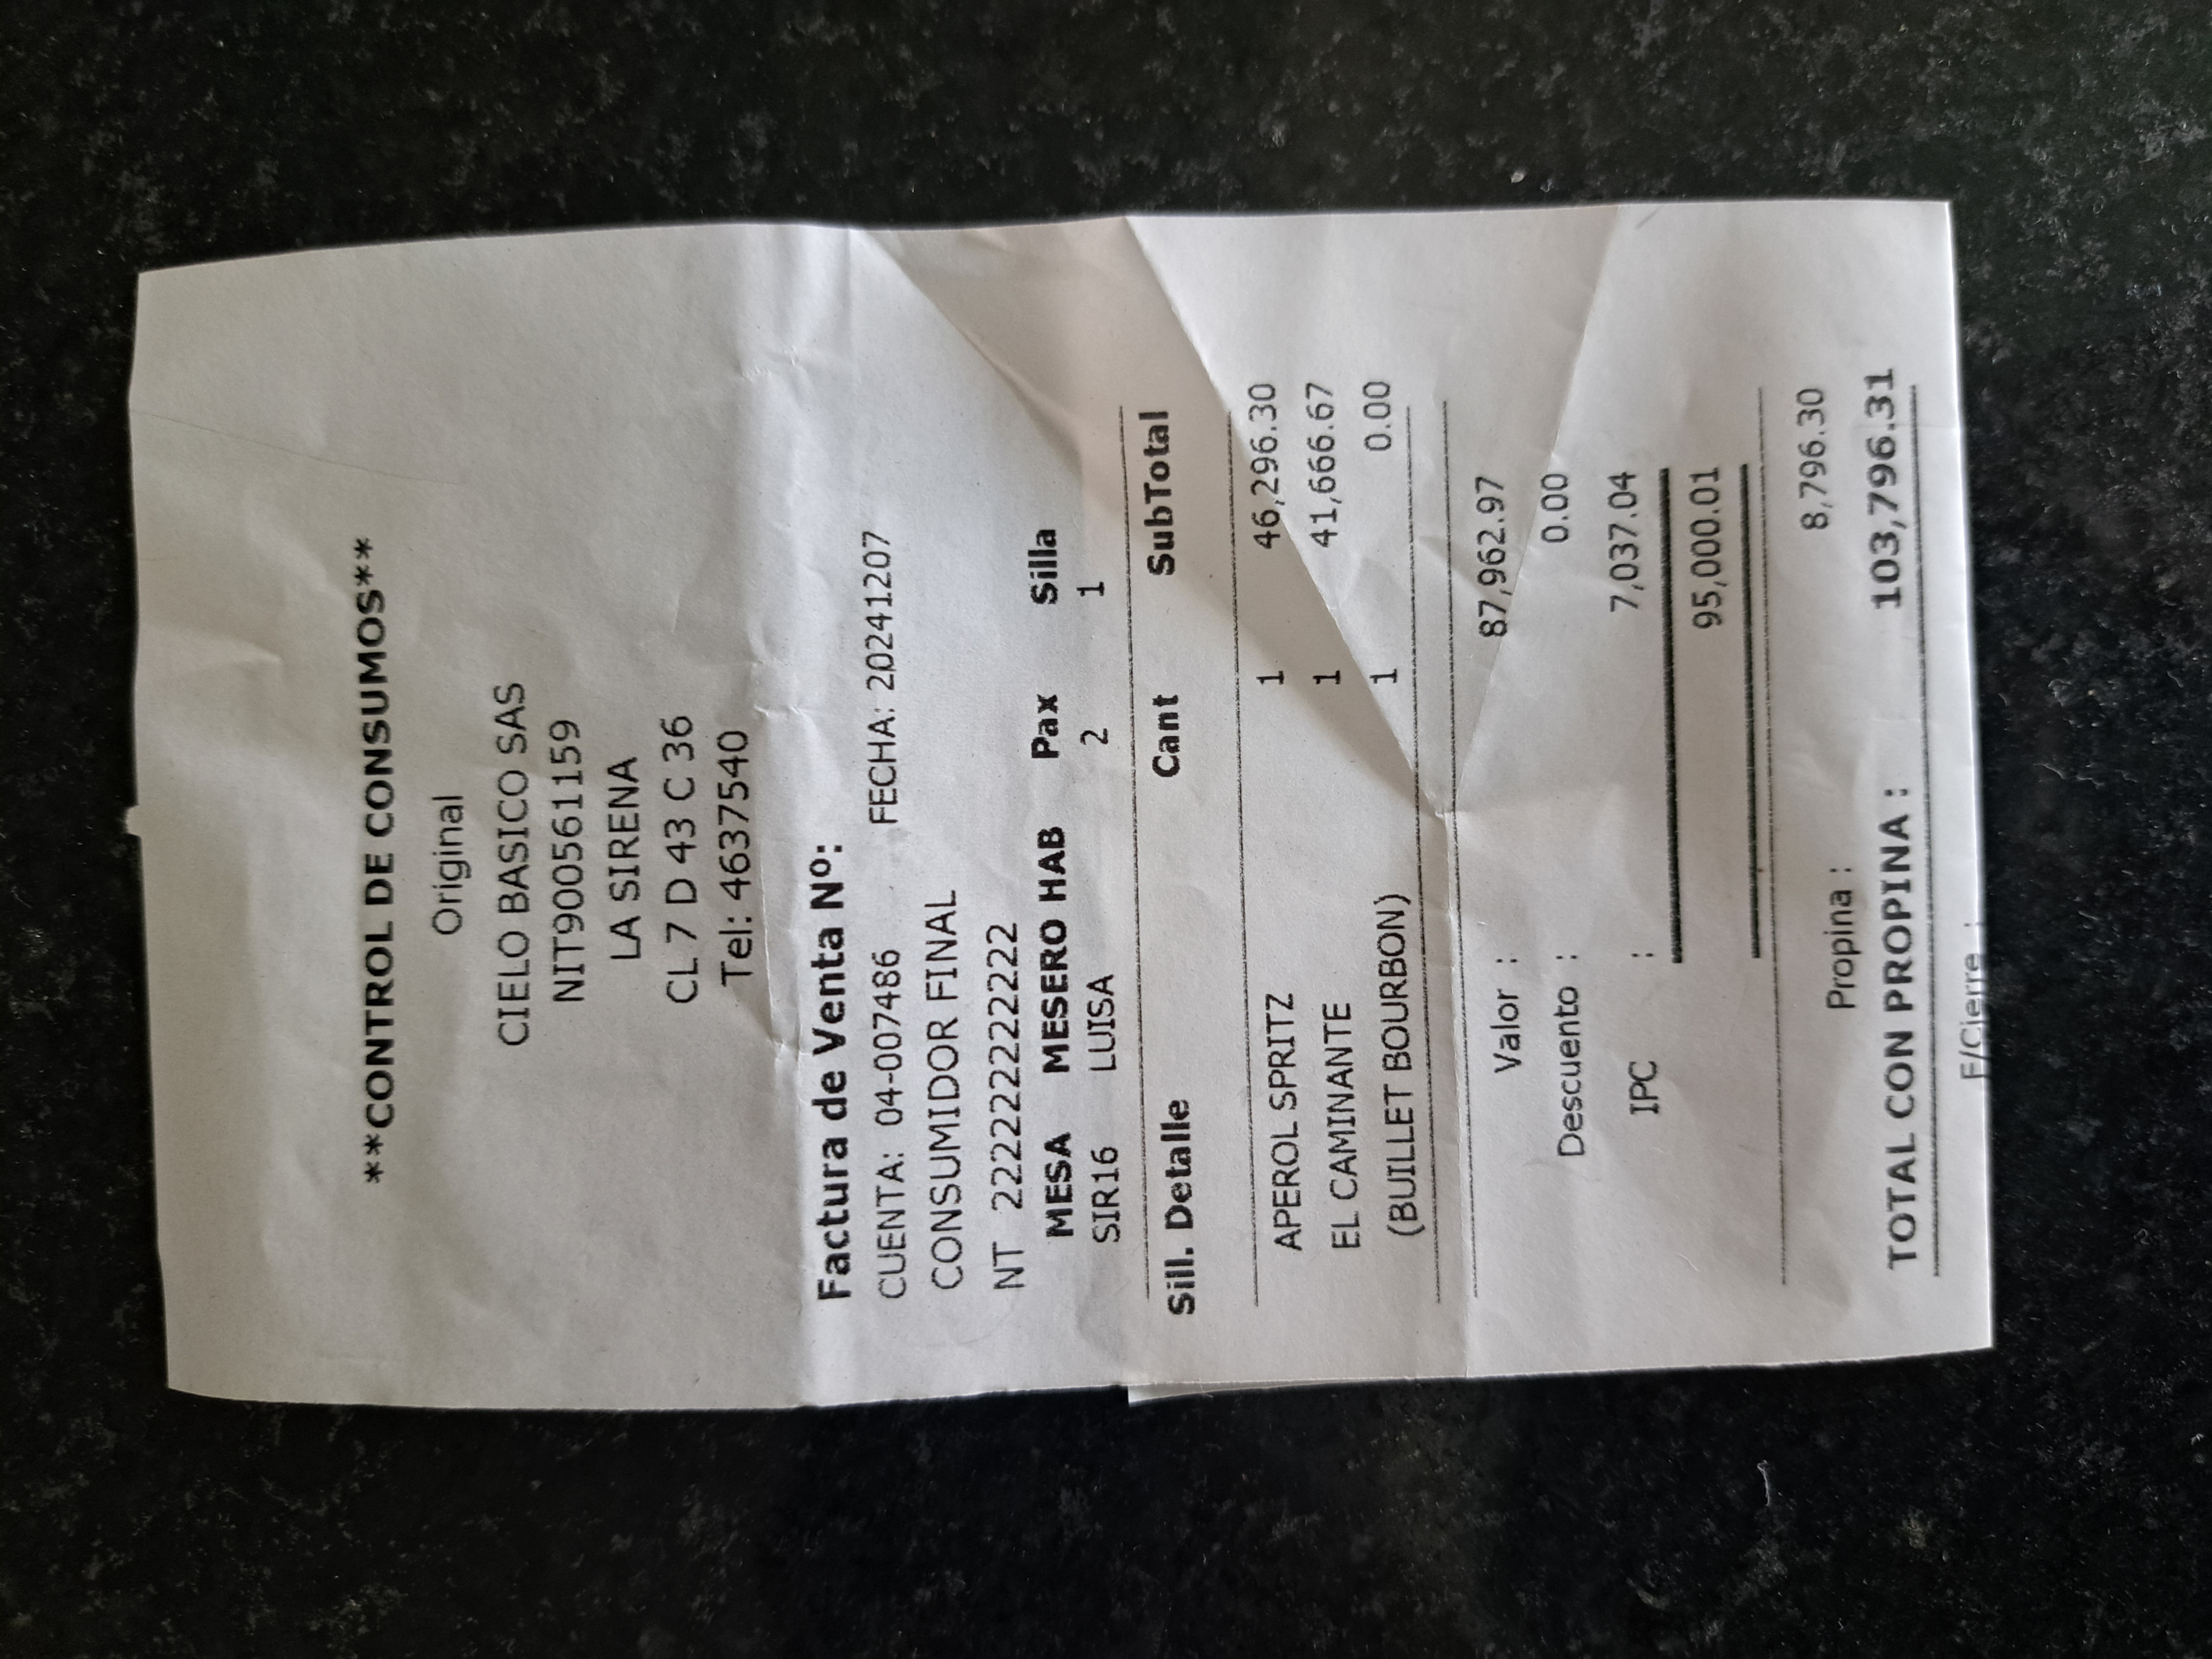 **CONTROL DE CONSUMOS**
Original
CIELO BASICO SAS
NIT900561159
LA SIRENA
CL 7 D 43 C 36
Tel: 4637540
Factura de Venta Nº:
CUENTA: 04-007486 FECHA: 20241207
CONSUMIDOR FINAL
NT 222222222222
MESA MESERO HAB Pax Silla
SIR16 LUISA 2 1
Sill. Detalle Cant SubTotal
APEROL SPRITZ 1 46,296.30
EL CAMINANTE 1 41,666.67
(BUILLET BOURBON) 1 0.00
Valor : 87,962.97
Descuento : 0.00
IPC : 7,037.04
95,000.01
Propina : 8,796.30
TOTAL CON PROPINA : 103,796.31
F/Cierre :